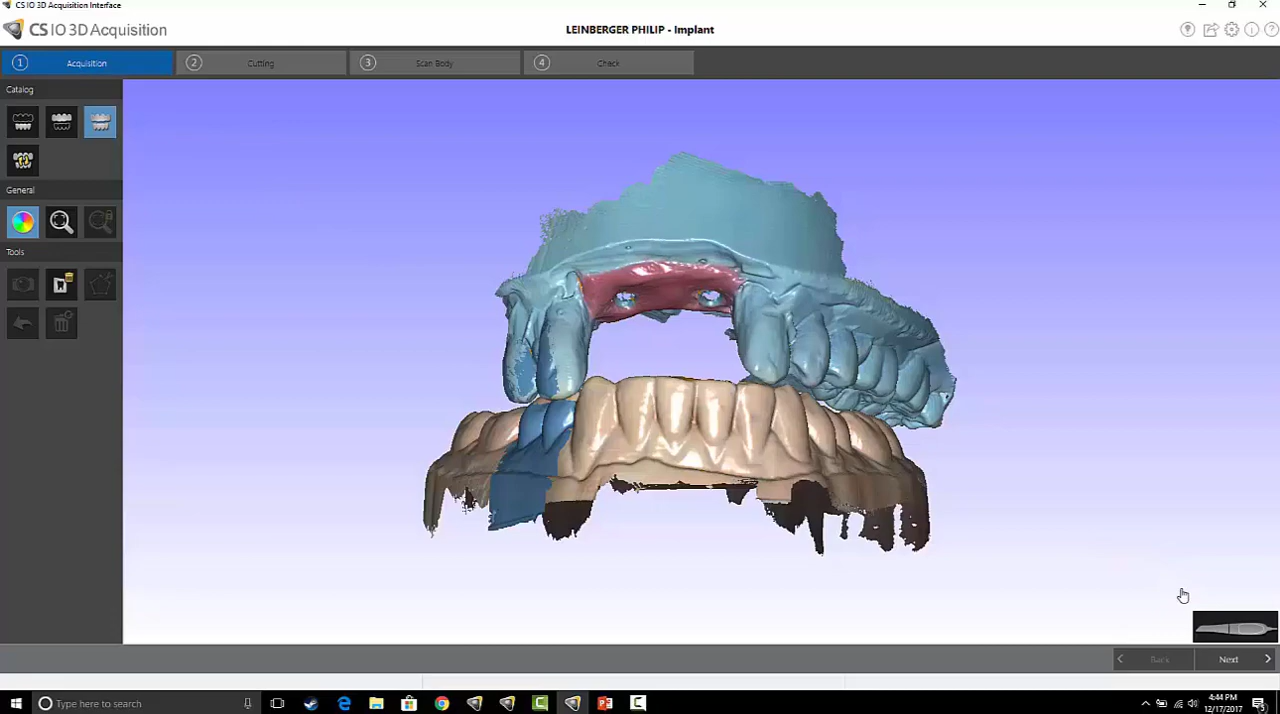 CS IO 3D Acquisition Interface
CS IO 3D Acquisition
LEINBERGER PHILIP - Implant
1 Acquisition
2 Cutting
3 Scan Body
4 Check
Catalog
General
Tools
Back
Next
Type here to search
4:44 PM
12/17/2017